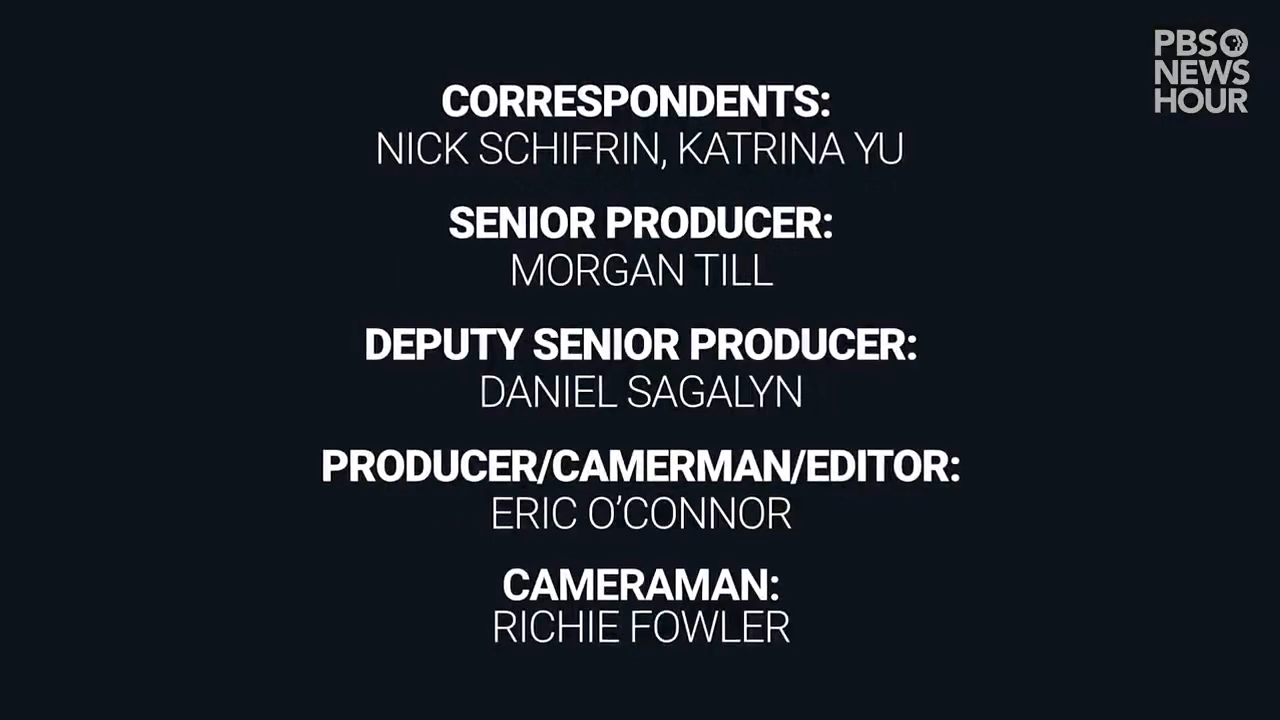 PBS
NEWS
HOUR
CORRESPONDENTS:
NICK SCHIFRIN, KATRINA YU
SENIOR PRODUCER:
MORGAN TILL
DEPUTY SENIOR PRODUCER:
DANIEL SAGALYN
PRODUCER/CAMERMAN/EDITOR:
ERIC O’CONNOR
CAMERAMAN:
RICHIE FOWLER